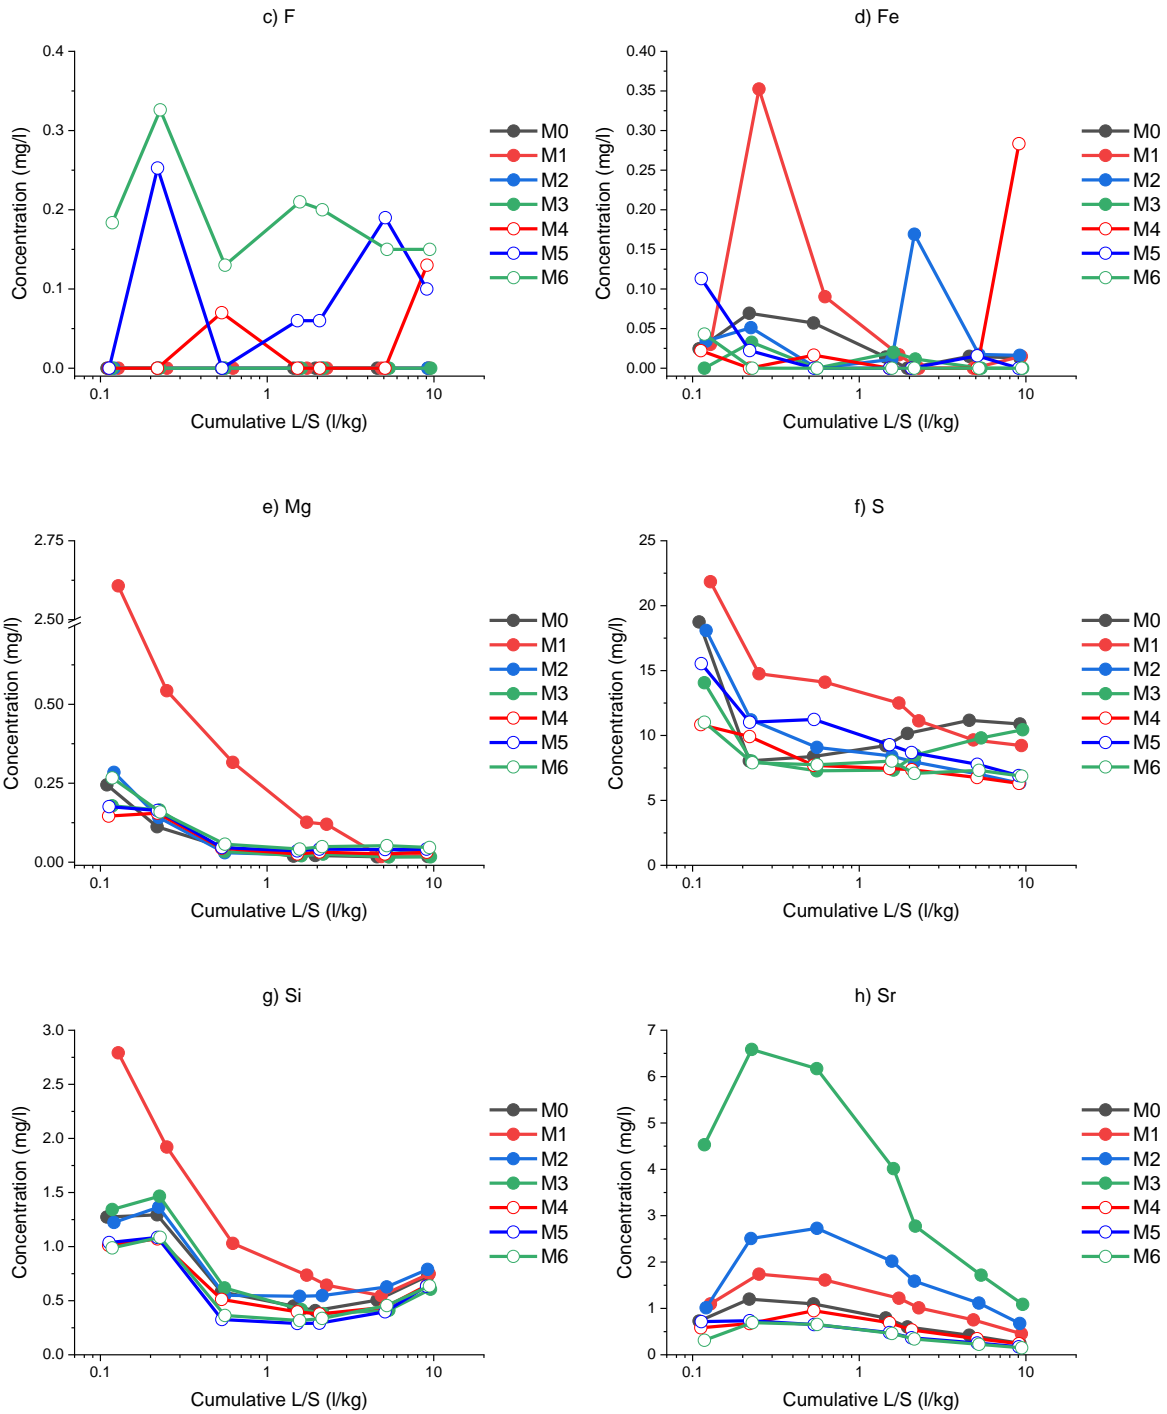 c) F
0.4
0.3
0.2
0.1
0.0
Concentration (mg/l)
0.1
1
10
Cumulative L/S (l/kg)
M0
M1
M2
M3
M4
M5
M6
d) Fe
0.40
0.35
0.30
0.25
0.20
0.15
0.10
0.05
0.00
Concentration (mg/l)
0.1
1
10
Cumulative L/S (l/kg)
M0
M1
M2
M3
M4
M5
M6
e) Mg
2.75
2.50
0.50
0.25
0.00
Concentration (mg/l)
0.1
1
10
Cumulative L/S (l/kg)
M0
M1
M2
M3
M4
M5
M6
f) S
25
20
15
10
5
0
Concentration (mg/l)
0.1
1
10
Cumulative L/S (l/kg)
M0
M1
M2
M3
M4
M5
M6
g) Si
3.0
2.5
2.0
1.5
1.0
0.5
0.0
Concentration (mg/l)
0.1
1
10
Cumulative L/S (l/kg)
M0
M1
M2
M3
M4
M5
M6
h) Sr
7
6
5
4
3
2
1
0
Concentration (mg/l)
0.1
1
10
Cumulative L/S (l/kg)
M0
M1
M2
M3
M4
M5
M6